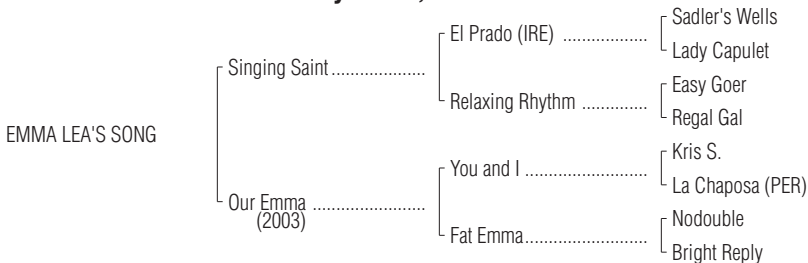 Sadler's Wells
El Prado (IRE) ..................
Lady Capulet
Singing Saint....................
Easy Goer
Relaxing Rhythm ..............
Regal Gal
EMMA LEA'S SONG
Kris S.
You and I ..........................
La Chaposa (PER)
Our Emma ........................
(2003)
Nodouble
Fat Emma..........................
Bright Reply